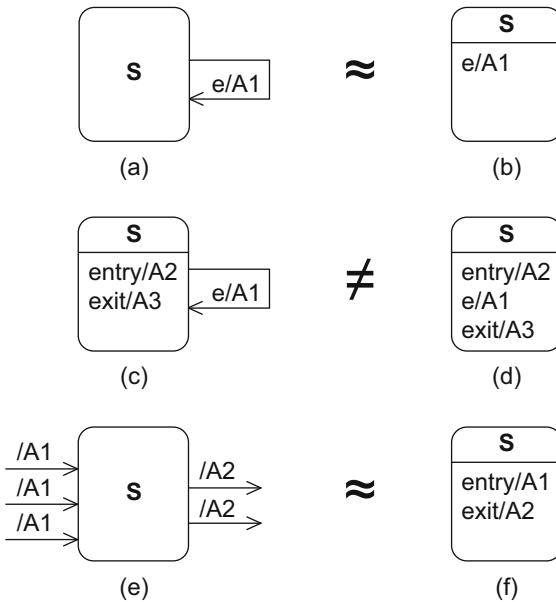 S
e/A1
≈
S
e/A1
(a)
(b)
S
entry/A2
exit/A3
e/A1
≠
S
entry/A2
e/A1
exit/A3
(c)
(d)
/A1
/A1
/A1
S
/A2
/A2
≈
S
entry/A1
exit/A2
(e)
(f)